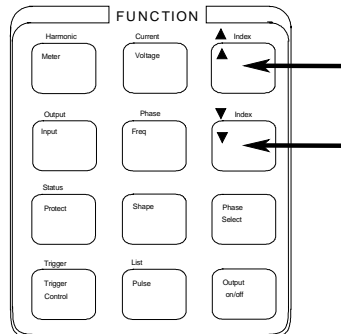 FUNCTION
Harmonic Current ▲ Index
Meter Voltage ▲
Output Phase ▼ Index
Input Freq ▼
Status
Protect Shape Phase
Select
Trigger List
Trigger Pulse Output
Control on/off